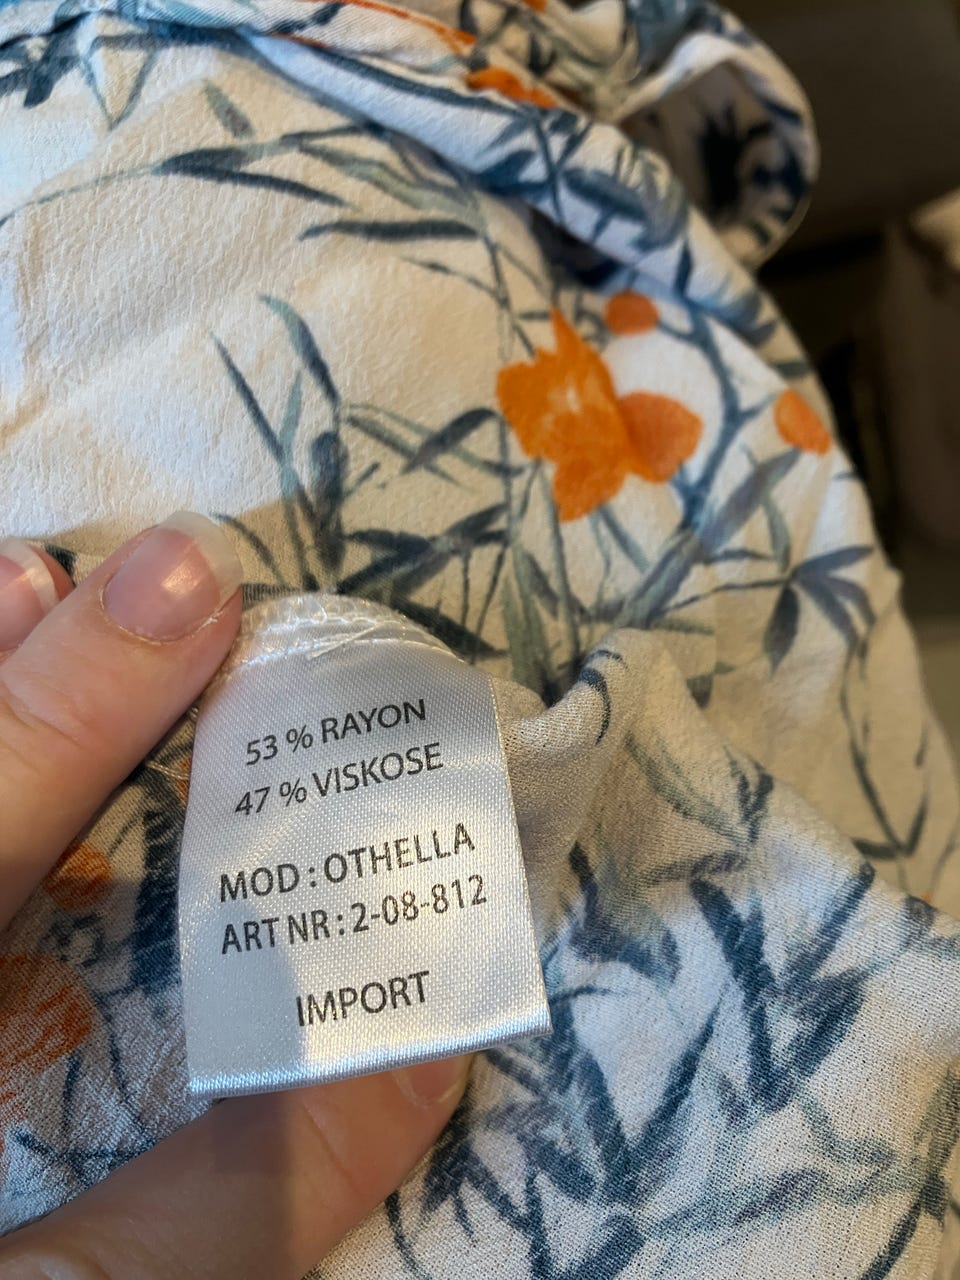 53 % RAYON
47 % VISKOSE
MOD : OTHELLA
ART NR : 2-08-812
IMPORT